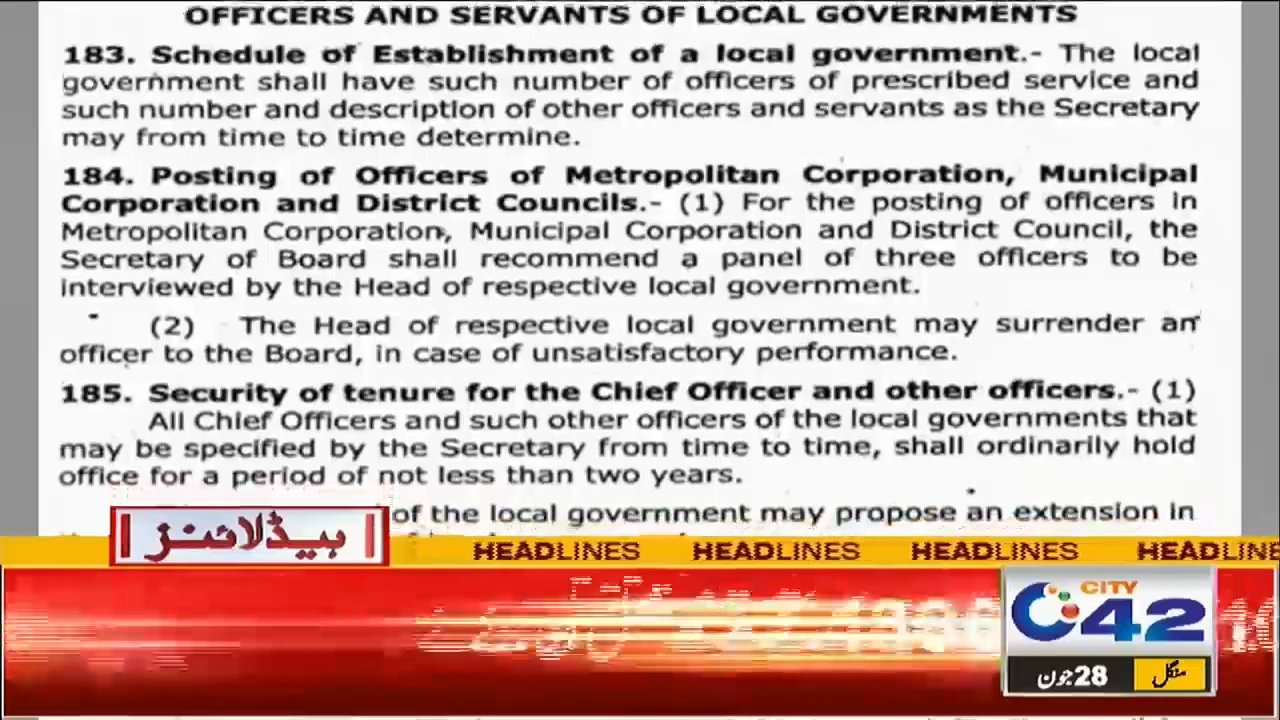 OFFICERS AND SERVANTS OF LOCAL GOVERNMENTS
183. Schedule of Establishment of a local government.- The local
government shall have such number of officers of prescribed service and
such number and description of other officers and servants as the Secretary
may from time to time determine.
184. Posting of Officers of Metropolitan Corporation, Municipal
Corporation and District Councils.- (1) For the posting of officers in
Metropolitan Corporation, Municipal Corporation and District Council, the
Secretary of Board shall recommend a panel of three officers to be
interviewed by the Head of respective local government.
(2) The Head of respective local government may surrender an
officer to the Board, in case of unsatisfactory performance.
185. Security of tenure for the Chief Officer and other officers.- (1)
All Chief Officers and such other officers of the local governments that
may be specified by the Secretary from time to time, shall ordinarily hold
office for a period of not less than two years.
of the local government may propose an extension in
ہیڈلائنز
HEADLINES HEADLINES HEADLINES HEADLINE
CITY
42
28 جون
منگل